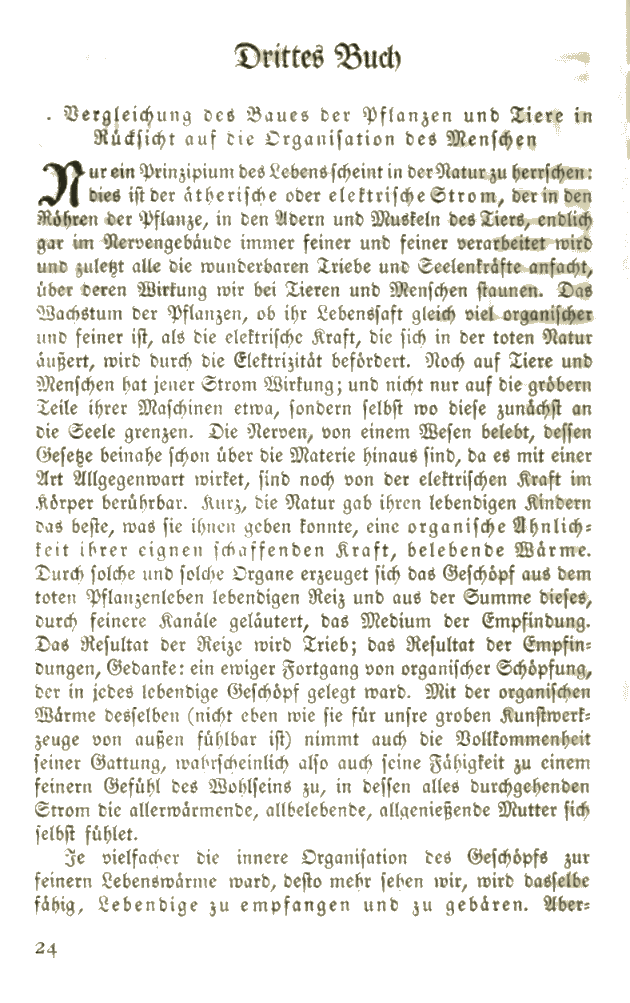 Drittes Buch
. Vergleichung des Baues der Pflanzen und Tiere in
Rücksicht auf die Organisation des Menschen
Nur ein Prinzipium des Lebens scheint in der Natur zu herrschen:
dies ist der ätherische oder elektrische Strom, der in den
Röhren der Pflanze, in den Adern und Muskeln des Tiers, endlich
gar im Nervengebäude immer feiner und feiner verarbeitet wird
und zuletzt alle die wunderbaren Triebe und Seelenkräfte anfacht,
über deren Wirkung wir bei Tieren und Menschen staunen. Das
Wachstum der Pflanzen, ob ihr Lebenssaft gleich viel organischer
und feiner ist, als die elektrische Kraft, die sich in der toten Natur
äußert, wird durch die Elektrizität befördert. Noch auf Tiere und
Menschen hat jener Strom Wirkung; und nicht nur auf die gröbern
Teile ihrer Maschinen etwa, sondern selbst wo diese zunächst an
die Seele grenzen. Die Nerven, von einem Wesen belebt, dessen
Gesetze beinahe schon über die Materie hinaus sind, da es mit einer
Art Allgegenwart wirket, sind noch von der elektrischen Kraft im
Körper berührbar. Kurz, die Natur gab ihren lebendigen Kindern
das beste, was sie ihnen geben konnte, eine organische Ähnlich-
keit ihrer eignen schaffenden Kraft, belebende Wärme.
Durch solche und solche Organe erzeuget sich das Geschöpf aus dem
toten Pflanzenleben lebendigen Reiz und aus der Summe dieses,
durch feinere Kanäle geläutert, das Medium der Empfindung.
Das Resultat der Reize wird Trieb; das Resultat der Empfin-
dungen, Gedanke: ein ewiger Fortgang von organischer Schöpfung,
der in jedes lebendige Geschöpf gelegt ward. Mit der organischen
Wärme desselben (nicht eben wie sie für unsre groben Kunstwerk-
zeuge von außen fühlbar ist) nimmt auch die Vollkommenheit
seiner Gattung, wahrscheinlich also auch seine Fähigkeit zu einem
feinern Gefühl des Wohlseins zu, in dessen alles durchgehenden
Strom die allerwärmende, allbelebende, allgenießende Mutter sich
selbst fühlet.
Je vielfacher die innere Organisation des Geschöpfs zur
feinern Lebenswärme ward, desto mehr sehen wir, wird dasselbe
fähig, Lebendige zu empfangen und zu gebären. Aber-
24